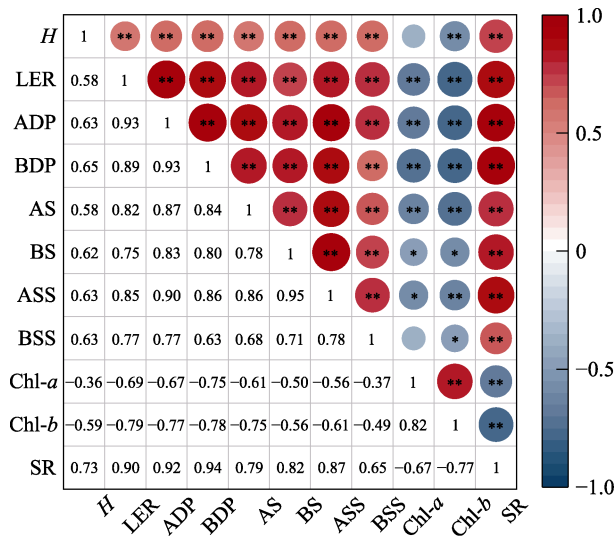 H 1 ** ** ** ** ** ** ** ** **
LER 0.58 1 ** ** ** ** ** ** ** ** **
ADP 0.63 0.93 1 ** ** ** ** ** ** ** **
BDP 0.65 0.89 0.93 1 ** ** ** ** ** ** **
AS 0.58 0.82 0.87 0.84 1 ** ** ** ** ** **
BS 0.62 0.75 0.83 0.80 0.78 1 ** ** * * **
ASS 0.63 0.85 0.90 0.86 0.86 0.95 1 ** * ** **
BSS 0.63 0.77 0.77 0.63 0.68 0.71 0.78 1 * **
Chl-a −0.36 −0.69 −0.67 −0.75 −0.61 −0.50 −0.56 −0.37 1 ** **
Chl-b −0.59 −0.79 −0.77 −0.78 −0.75 −0.56 −0.61 −0.49 0.82 1 **
SR 0.73 0.90 0.92 0.94 0.79 0.82 0.87 0.65 −0.67 −0.77 1
H LER ADP BDP AS BS ASS BSS Chl-a Chl-b SR
1.0
0.5
0
−0.5
−1.0